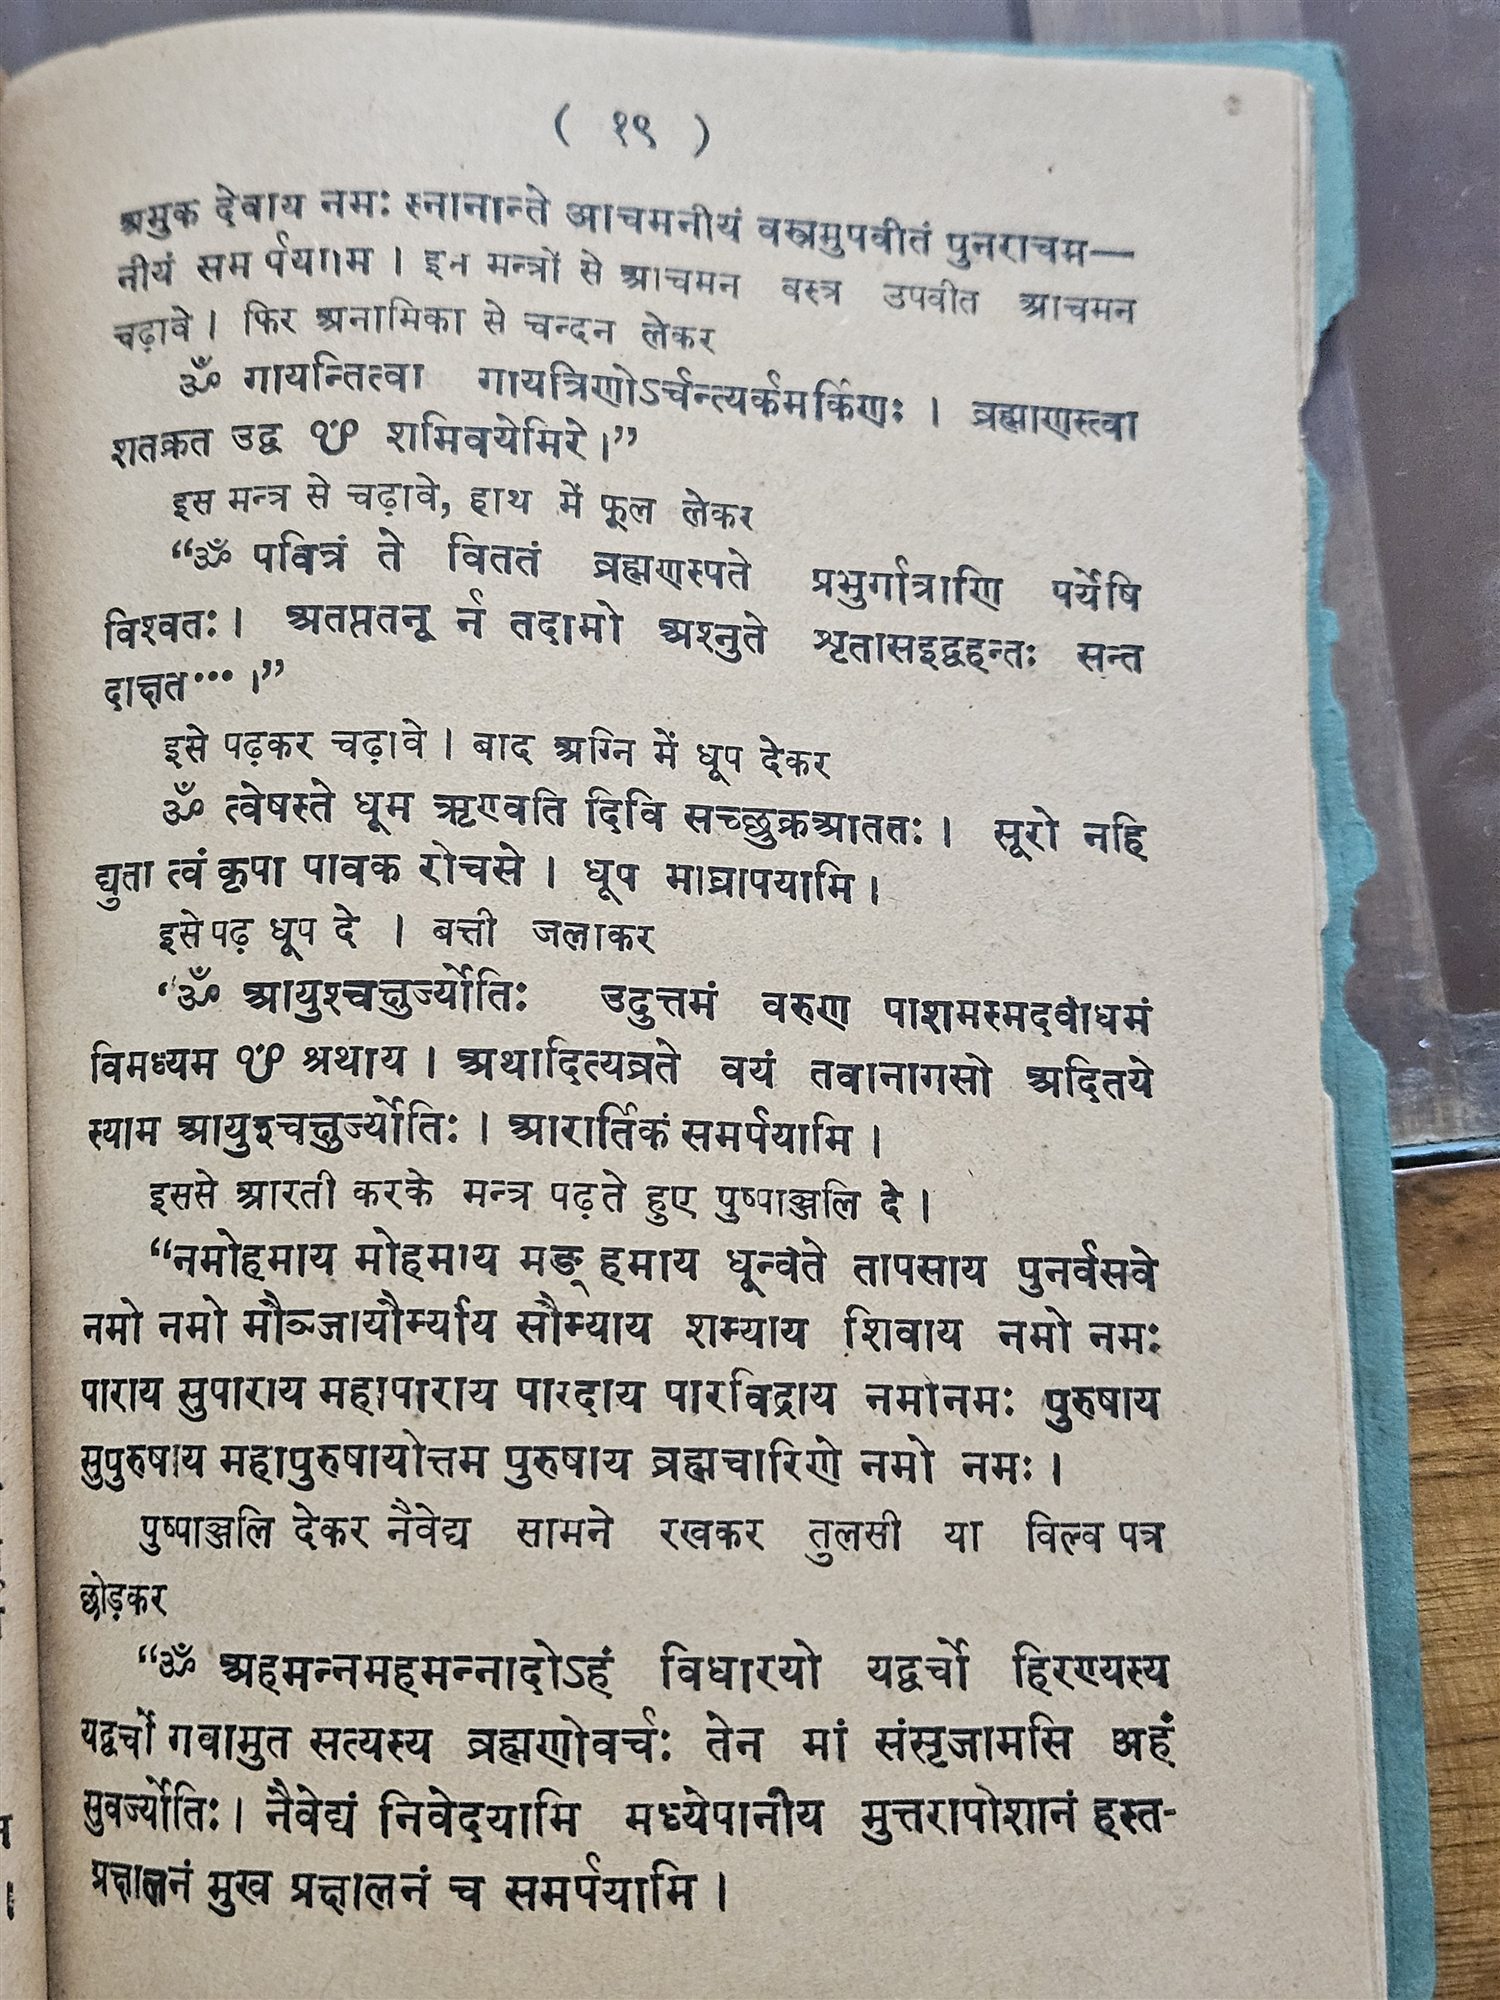 ( १९ )
अमुक देवाय नमः स्नानान्ते आचमनीयं वस्त्रमुपवीतं पुनराचम—
नीयं समर्पयामि । इन मन्त्रों से आचमन वस्त्र उपवीत आचमन
चढ़ावे । फिर अनामिका से चन्दन लेकर
ॐ गायन्तित्वा गायत्रिणोऽर्चन्त्यर्कमर्किणः । ब्रह्माणस्त्वा
शतक्रत उद्व ꣳ शमिवयेमिरे ।”
इस मन्त्र से चढ़ावे, हाथ में फूल लेकर
“ॐ पवित्रं ते विततं ब्रह्मणस्पते प्रभुर्गात्राणि पर्येषि
विश्वतः । अतप्ततनू र्न तदामो अश्नुते शृतासइद्वहन्तः सन्त
दाक्षत··· ।”
इसे पढ़कर चढ़ावे । बाद अग्नि में धूप देकर
ॐ त्वेषस्ते धूम ऋण्वति दिवि सच्छुक्रआततः । सूरो नहि
द्युता त्वं कृपा पावक रोचसे । धूप माघ्रापयामि ।
इसे पढ़ धूप दे । बत्ती जलाकर
‘ॐ आयुश्चक्षुर्ज्योतिः उदुत्तमं वरुण पाशमस्मदवाधमं
विमध्यम ꣳ श्रथाय । अथादित्यव्रते वयं तवानागसो अदितये
स्याम आयुश्चक्षुर्ज्योतिः । आरार्तिकं समर्पयामि ।
इससे आरती करके मन्त्र पढ़ते हुए पुष्पाञ्जलि दे ।
“नमोहमाय मोहमाय मङ् हमाय धून्वते तापसाय पुनर्वसवे
नमो नमो मौञ्जायौर्म्याय सौम्याय शम्याय शिवाय नमो नमः
पाराय सुपाराय महापाराय पारदाय पारविद्राय नमोनमः पुरुषाय
सुपुरुषाय महापुरुषायोत्तम पुरुषाय ब्रह्मचारिणे नमो नमः ।
पुष्पाञ्जलि देकर नैवेद्य सामने रखकर तुलसी या विल्व पत्र
छोड़कर
“ॐ अहमन्नमहमन्नादोऽहं विधारयो यद्वर्चो हिरण्यस्य
यद्वर्चो गवामुत सत्यस्य ब्रह्मणोवर्चः तेन मां संसृजामसि अहं
सुवर्ज्योतिः । नैवेद्यं निवेदयामि मध्येपानीय मुत्तरापोशानं हस्त-
प्रक्षालनं मुख प्रक्षालनं च समर्पयामि ।